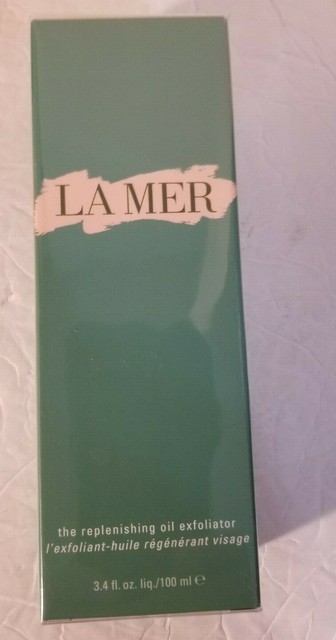 LA MER
the replenishing oil exfoliator
l'exfoliant-huile régénérant visage
3.4 fl. oz. liq./100 ml ℮